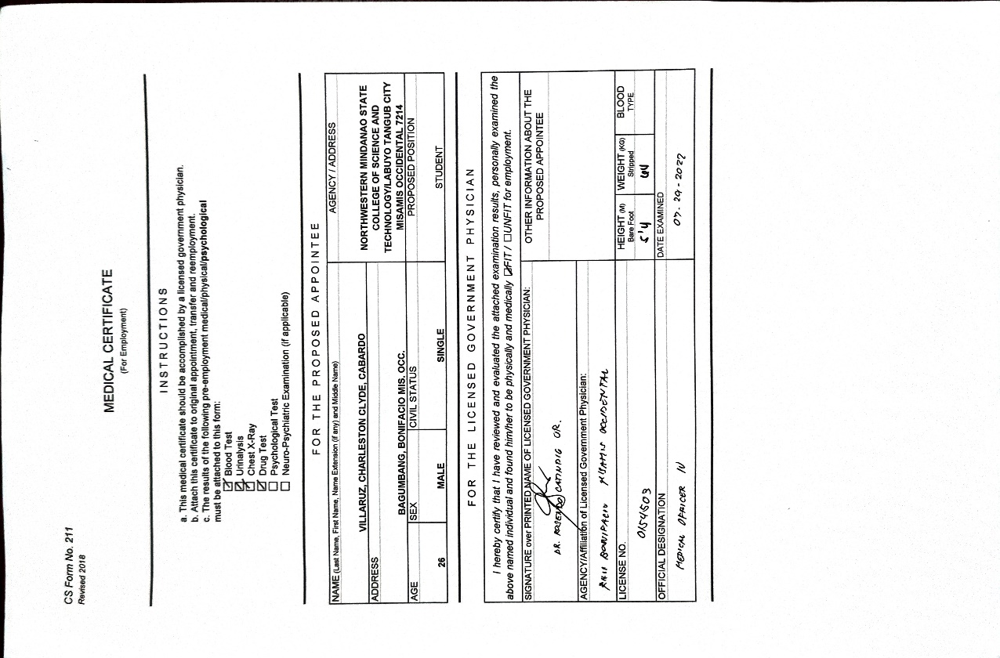 CS Form No. 211
Revised 2018
MEDICAL CERTIFICATE
(For Employment)
INSTRUCTIONS
a. This medical certificate should be accomplished by a licensed government physician.
b. Attach this certificate to original appointment, transfer and reemployment.
c. The results of the following pre-employment medical/physical/psychological
must be attached to this form:
☑ Blood Test
☑ Urinalysis
☑ Chest X-Ray
☑ Drug Test
☐ Psychological Test
☐ Neuro-Psychiatric Examination (if applicable)
FOR THE PROPOSED APPOINTEE
NAME (Last Name, First Name, Name Extension (if any) and Middle Name)
VILLARUZ, CHARLESTON CLYDE, CABARDO
AGENCY / ADDRESS
NORTHWESTERN MINDANAO STATE
COLLEGE OF SCIENCE AND
TECHNOLOGY/LABUYO TANGUB CITY
MISAMIS OCCIDENTAL 7214
ADDRESS
BAGUMBANG, BONIFACIO MIS. OCC.
AGE
26
SEX
MALE
CIVIL STATUS
SINGLE
PROPOSED POSITION
STUDENT
FOR THE LICENSED GOVERNMENT PHYSICIAN
I hereby certify that I have reviewed and evaluated the attached examination results, personally examined the
above named individual and found him/her to be physically and medically ☑FIT / ☐UNFIT for employment.
SIGNATURE over PRINTED NAME OF LICENSED GOVERNMENT PHYSICIAN:
DR. ROSENDO CATINDIG
OTHER INFORMATION ABOUT THE
PROPOSED APPOINTEE
AGENCY/Affiliation of Licensed Government Physician:
MISAMIS OCCIDENTAL
LICENSE NO.
0154503
HEIGHT (M)
Bare Foot
5'4
WEIGHT (KG)
Stripped
BLOOD
TYPE
OFFICIAL DESIGNATION
MEDICAL OFFICER IV
DATE EXAMINED